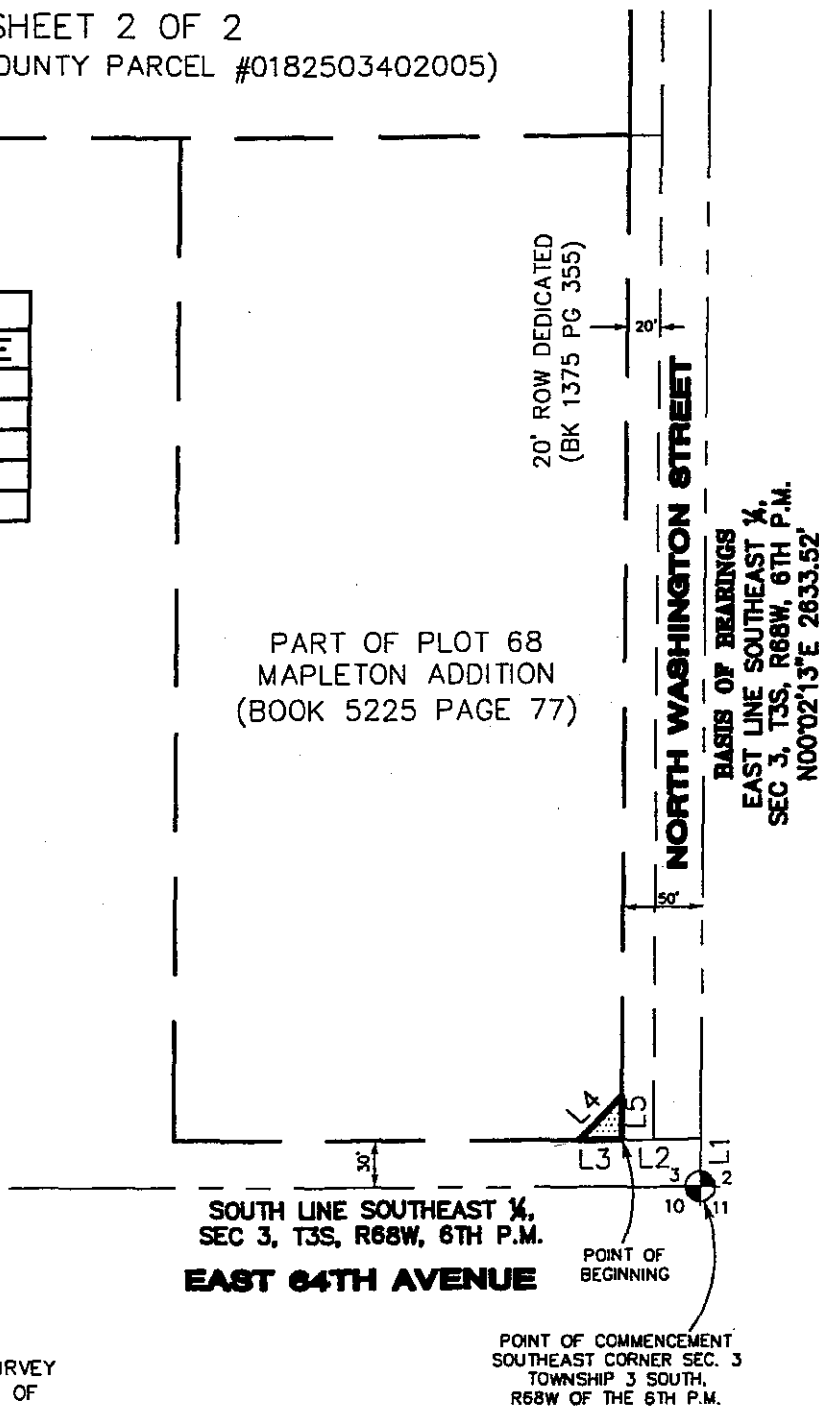 SHEET 2 OF 2
OUNTY PARCEL #0182503402005)
E
20' ROW DEDICATED
(BK 1375 PG 355)
20'
NORTH WASHINGTON STREET
BASIS OF BEARINGS
EAST LINE SOUTHEAST ¼,
SEC 3, T3S, R68W, 6TH P.M.
N00°02'13"E 2633.52'
PART OF PLOT 68
MAPLETON ADDITION
(BOOK 5225 PAGE 77)
50'
L4
L5
L3
L2
L1
30'
3
2
10
11
SOUTH LINE SOUTHEAST ¼,
SEC 3, T3S, R68W, 6TH P.M.
EAST 64TH AVENUE
POINT OF
BEGINNING
POINT OF COMMENCEMENT
SOUTHEAST CORNER SEC. 3
TOWNSHIP 3 SOUTH,
R68W OF THE 6TH P.M.
RVEY
OF